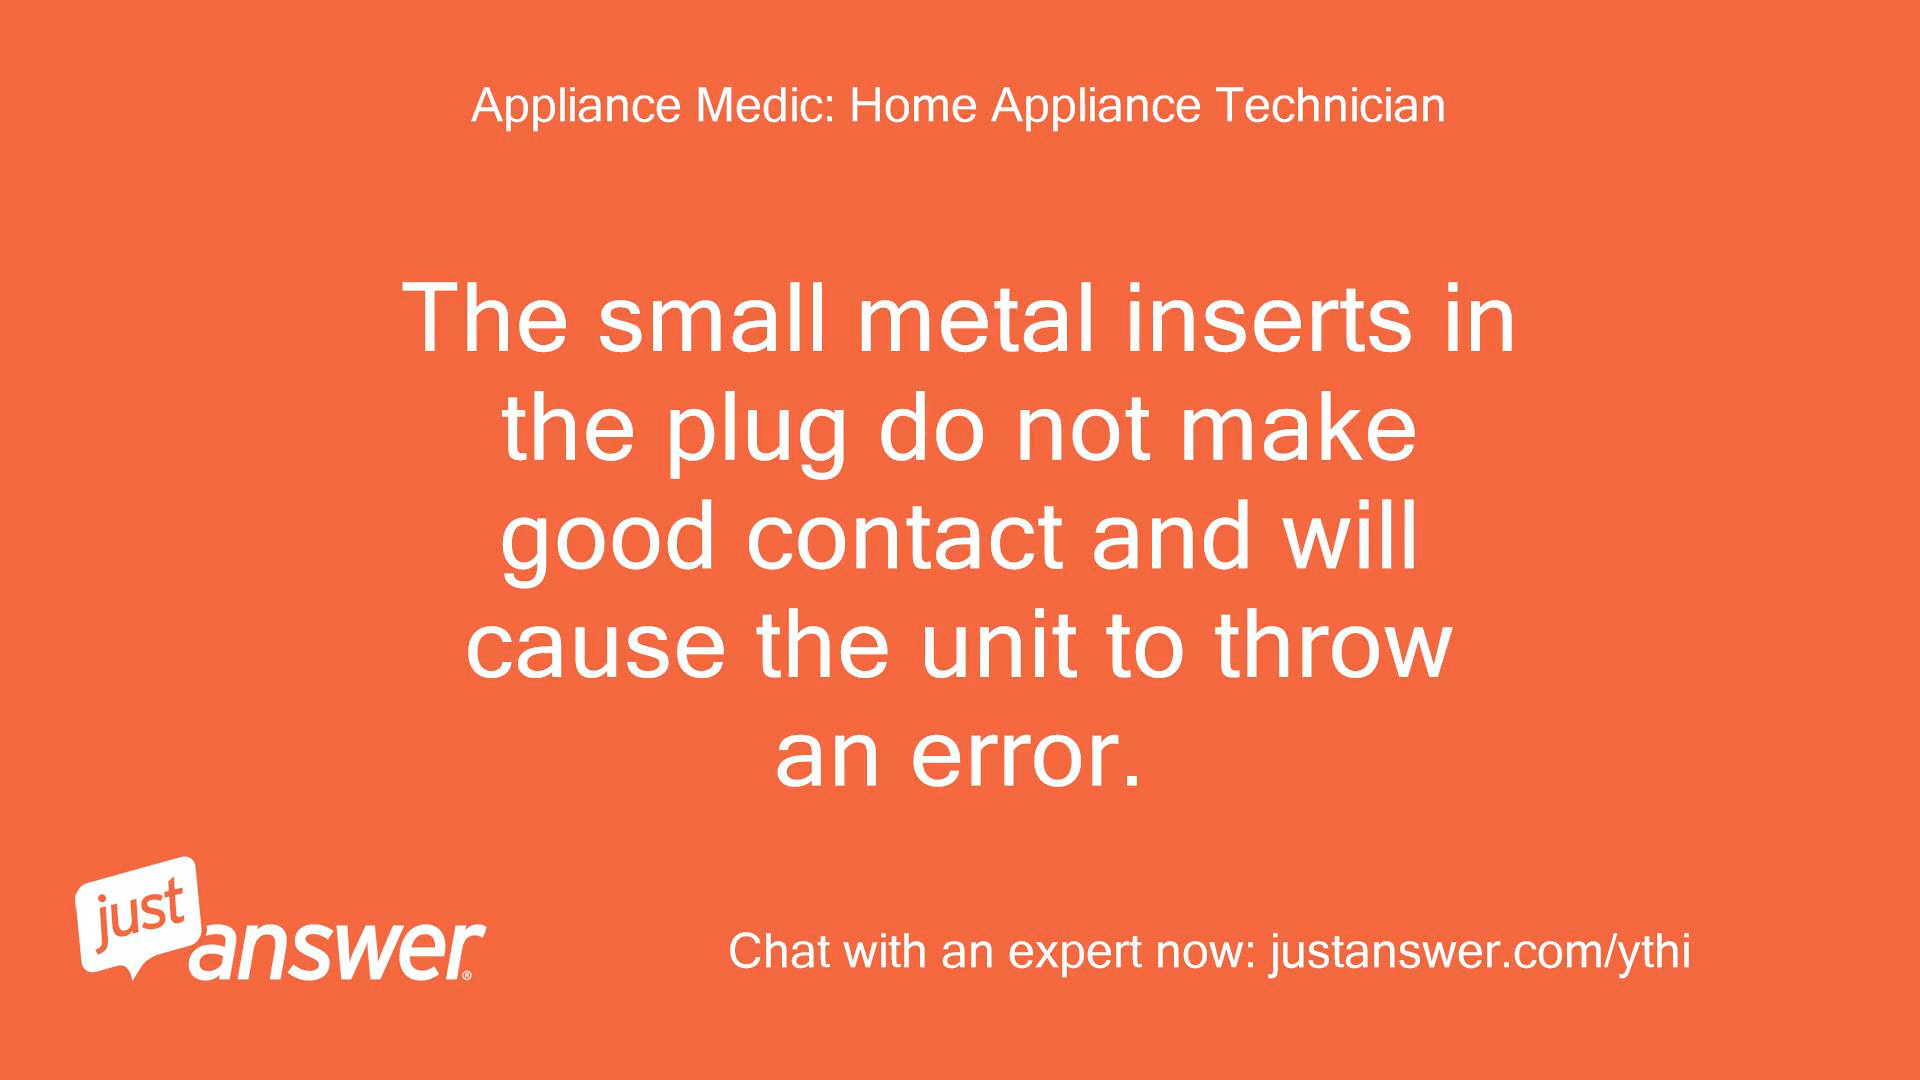 Appliance Medic: Home Appliance Technician
The small metal inserts in
the plug do not make
good contact and will
cause the unit to throw
an error.
just
answer®
Chat with an expert now: justanswer.com/ythi